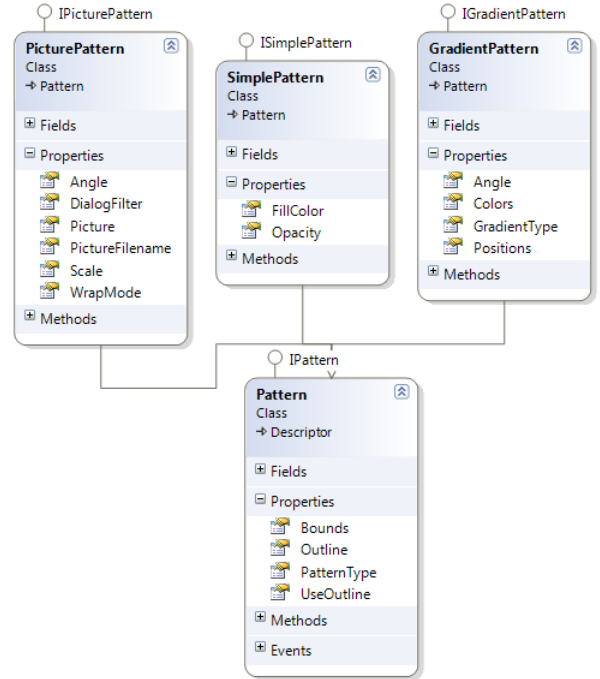 IPicturePattern
PicturePattern
Class
Pattern
Fields
Properties
Angle
DialogFilter
Picture
PictureFilename
Scale
WrapMode
Methods
ISimplePattern
SimplePattern
Class
Pattern
Fields
Properties
FillColor
Opacity
Methods
IGradientPattern
GradientPattern
Class
Pattern
Fields
Properties
Angle
Colors
GradientType
Positions
Methods
IPattern
Pattern
Class
Descriptor
Fields
Properties
Bounds
Outline
PatternType
UseOutline
Methods
Events